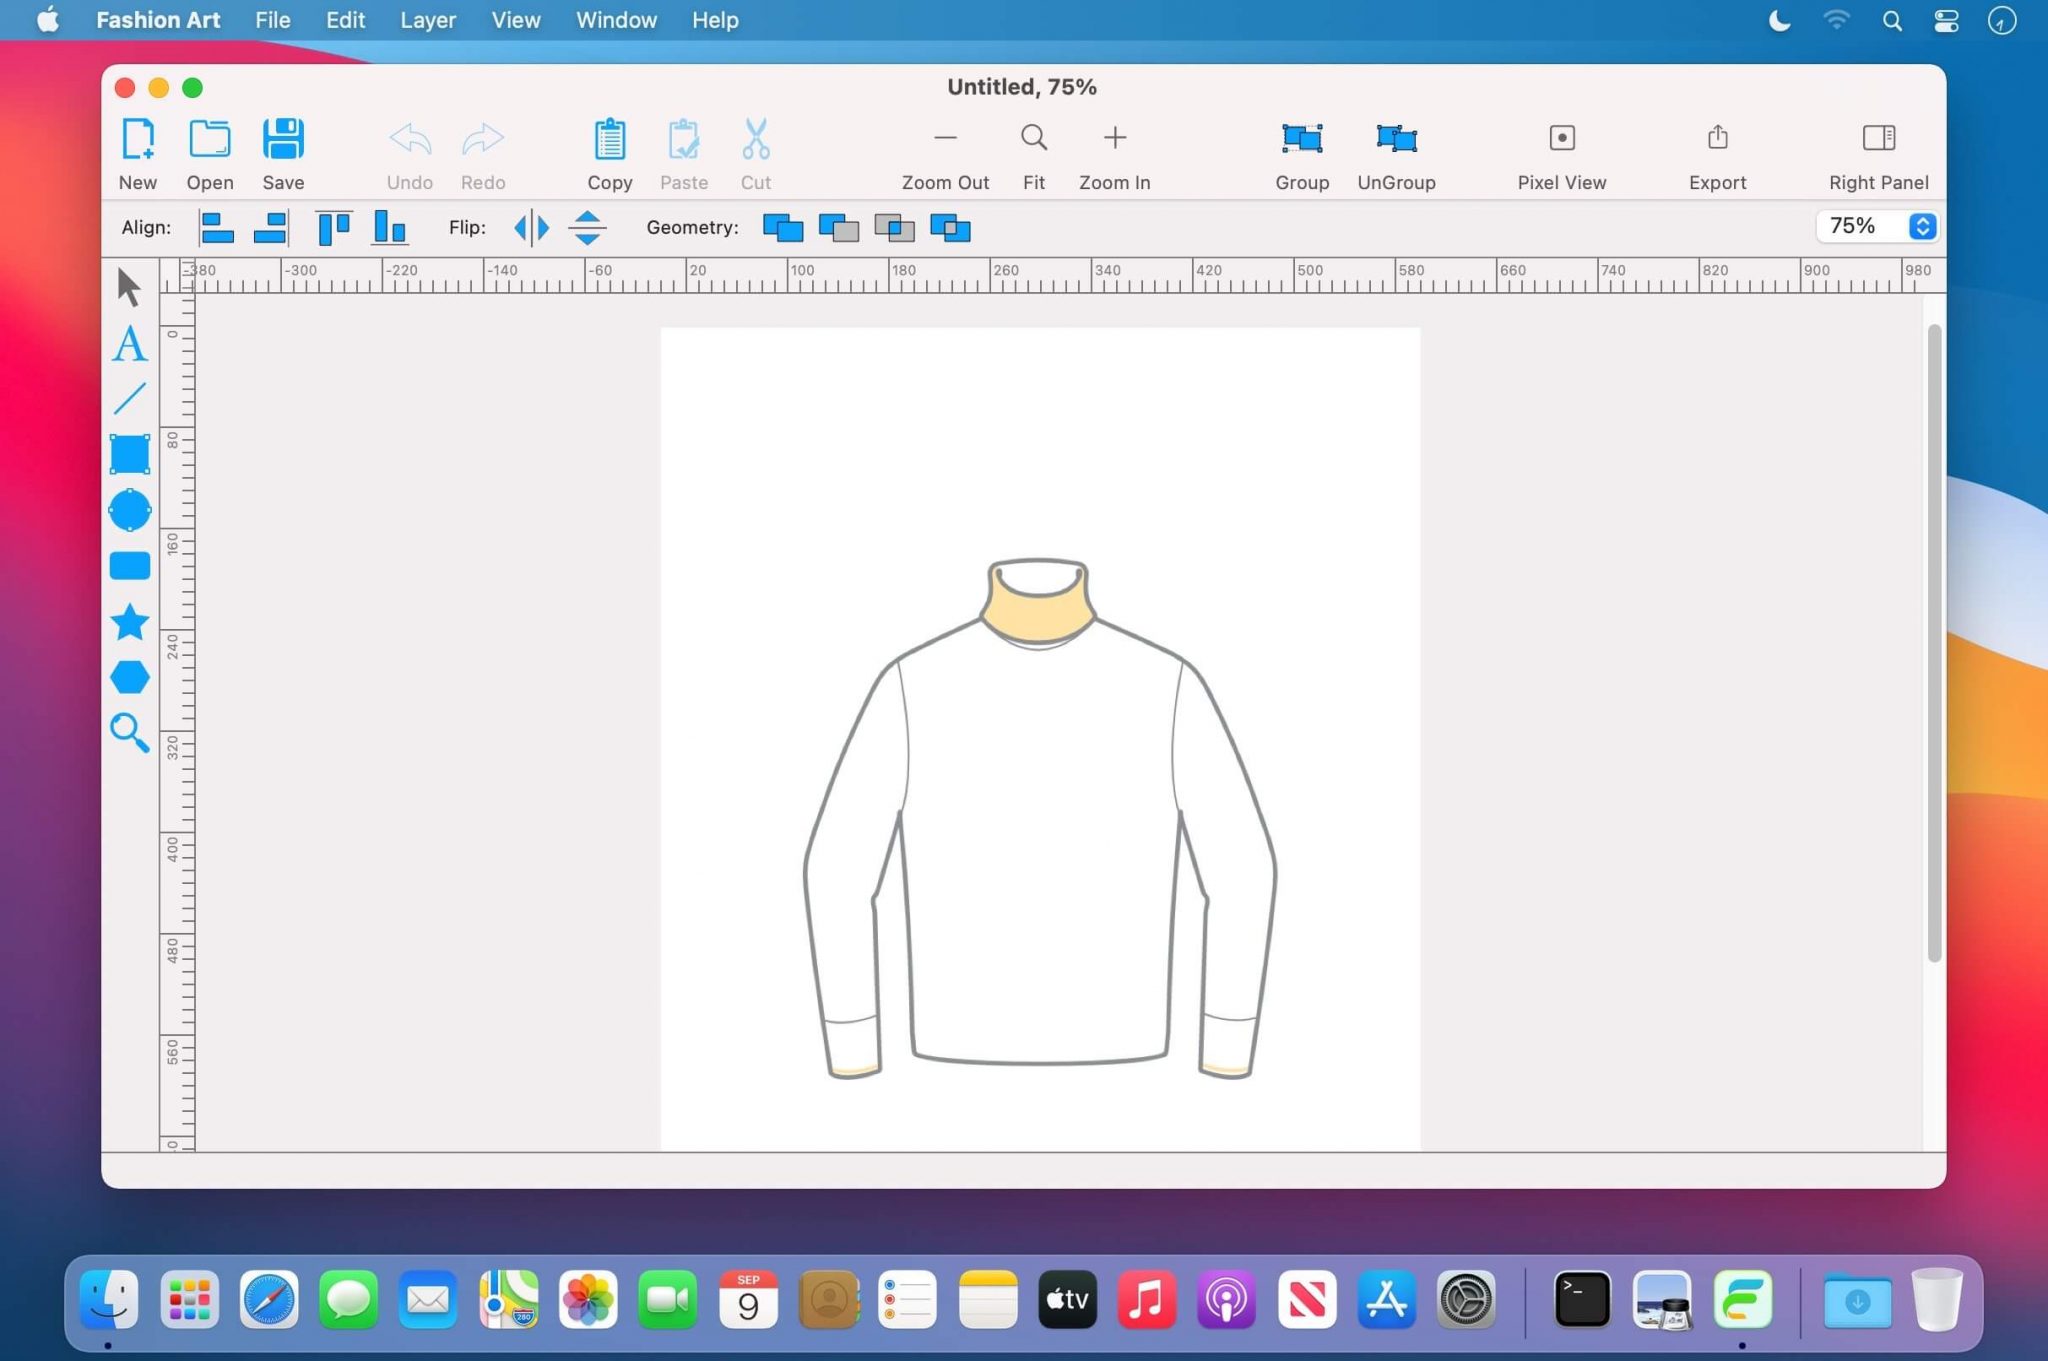 Fashion Art File Edit Layer View Window Help
Untitled, 75%
New Open Save Undo Redo Copy Paste Cut Zoom Out Fit Zoom In Group UnGroup Pixel View Export Right Panel
Align: Flip: Geometry: 75%
A
-380 -300 -220 -140 -60 20 100 180 260 340 420 500 580 660 740 820 900 980
0
80
160
240
320
400
480
560
SEP
9
280
tv
>_